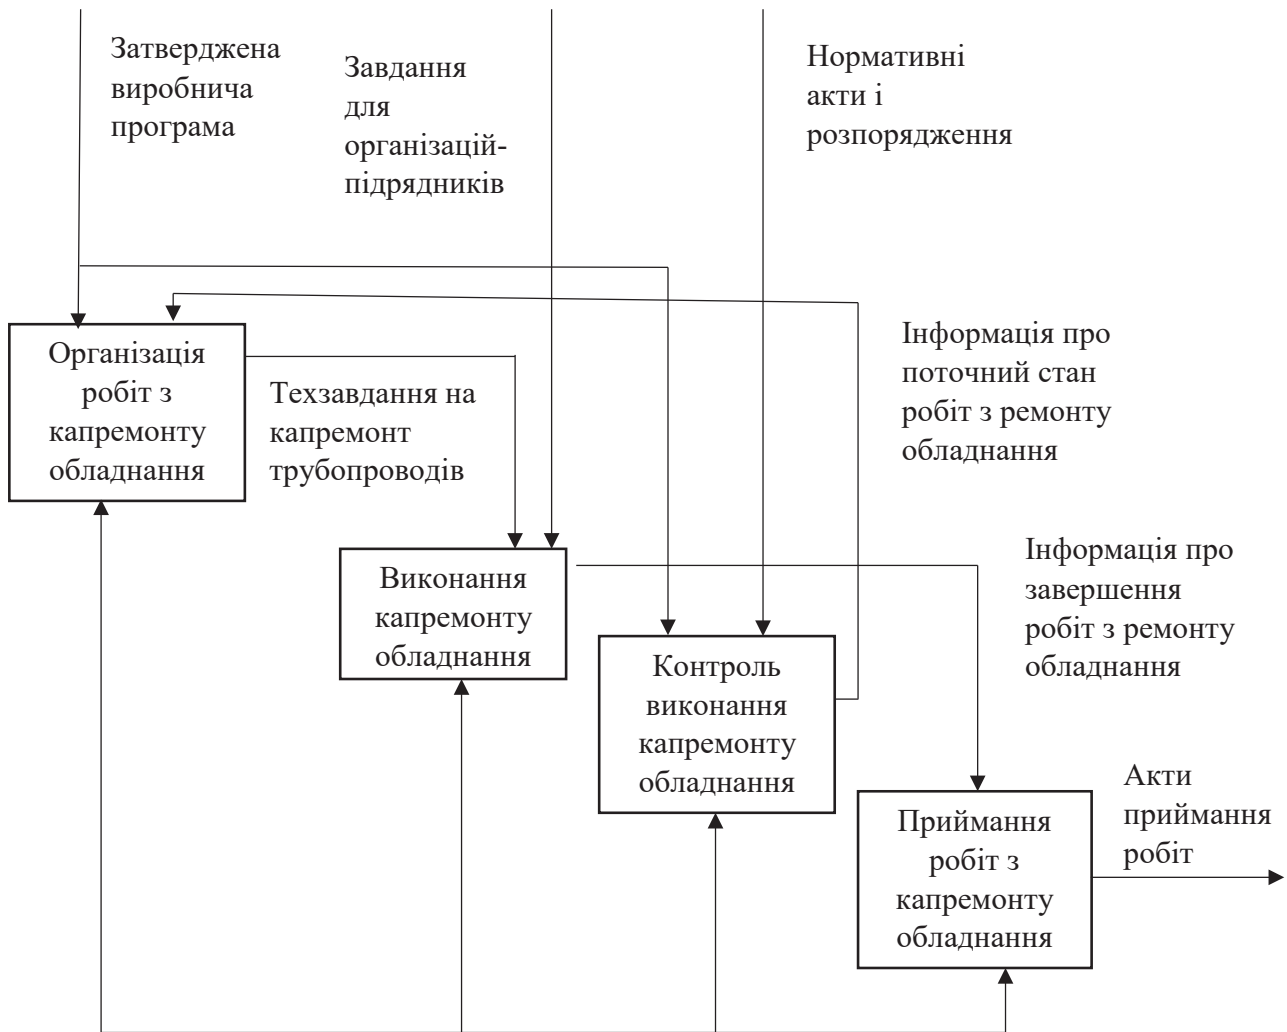 Затверджена
виробнича
програма
Завдання
для
організацій-
підрядників
Нормативні
акти і
розпорядження
Організація
робіт з
капремонту
обладнання
Техзавдання на
капремонт
трубопроводів
Інформація про
поточний стан
робіт з ремонту
обладнання
Виконання
капремонту
обладнання
Інформація про
завершення
робіт з ремонту
обладнання
Контроль
виконання
капремонту
обладнання
Акти
приймання
робіт
Приймання
робіт з
капремонту
обладнання